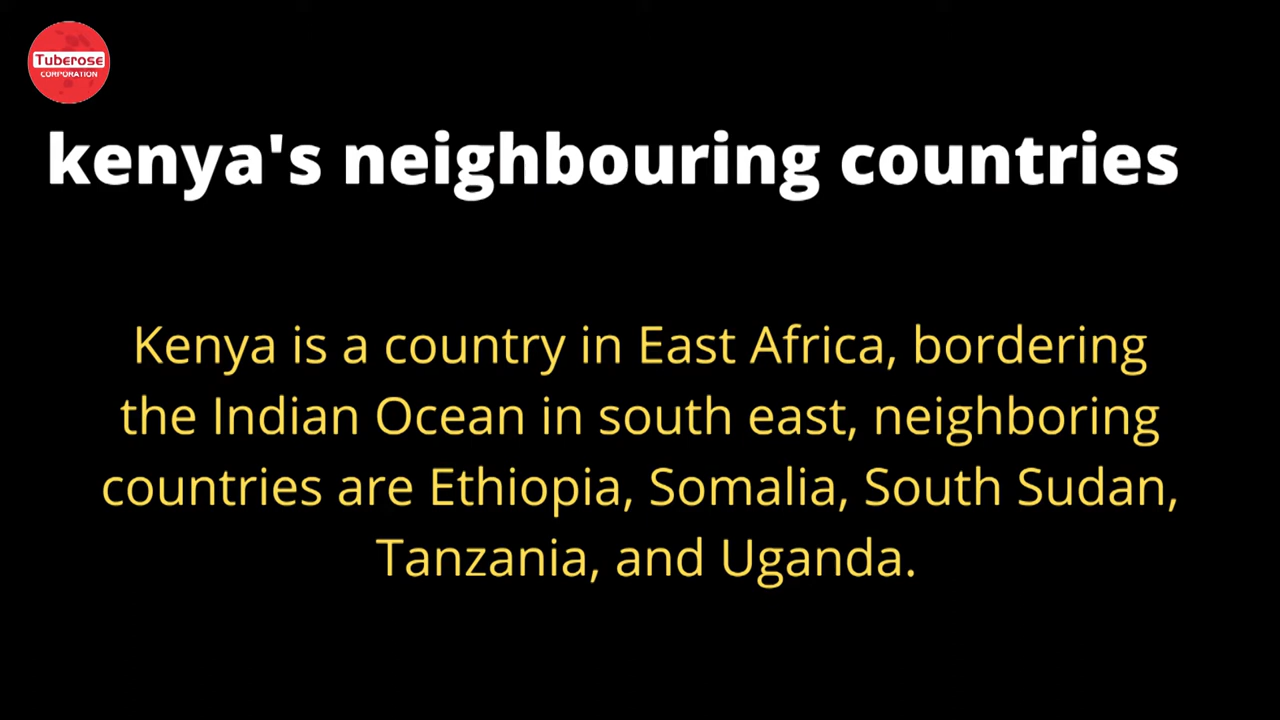 Tuberose
CORPORATION
kenya's neighbouring countries
Kenya is a country in East Africa, bordering
the Indian Ocean in south east, neighboring
countries are Ethiopia, Somalia, South Sudan,
Tanzania, and Uganda.